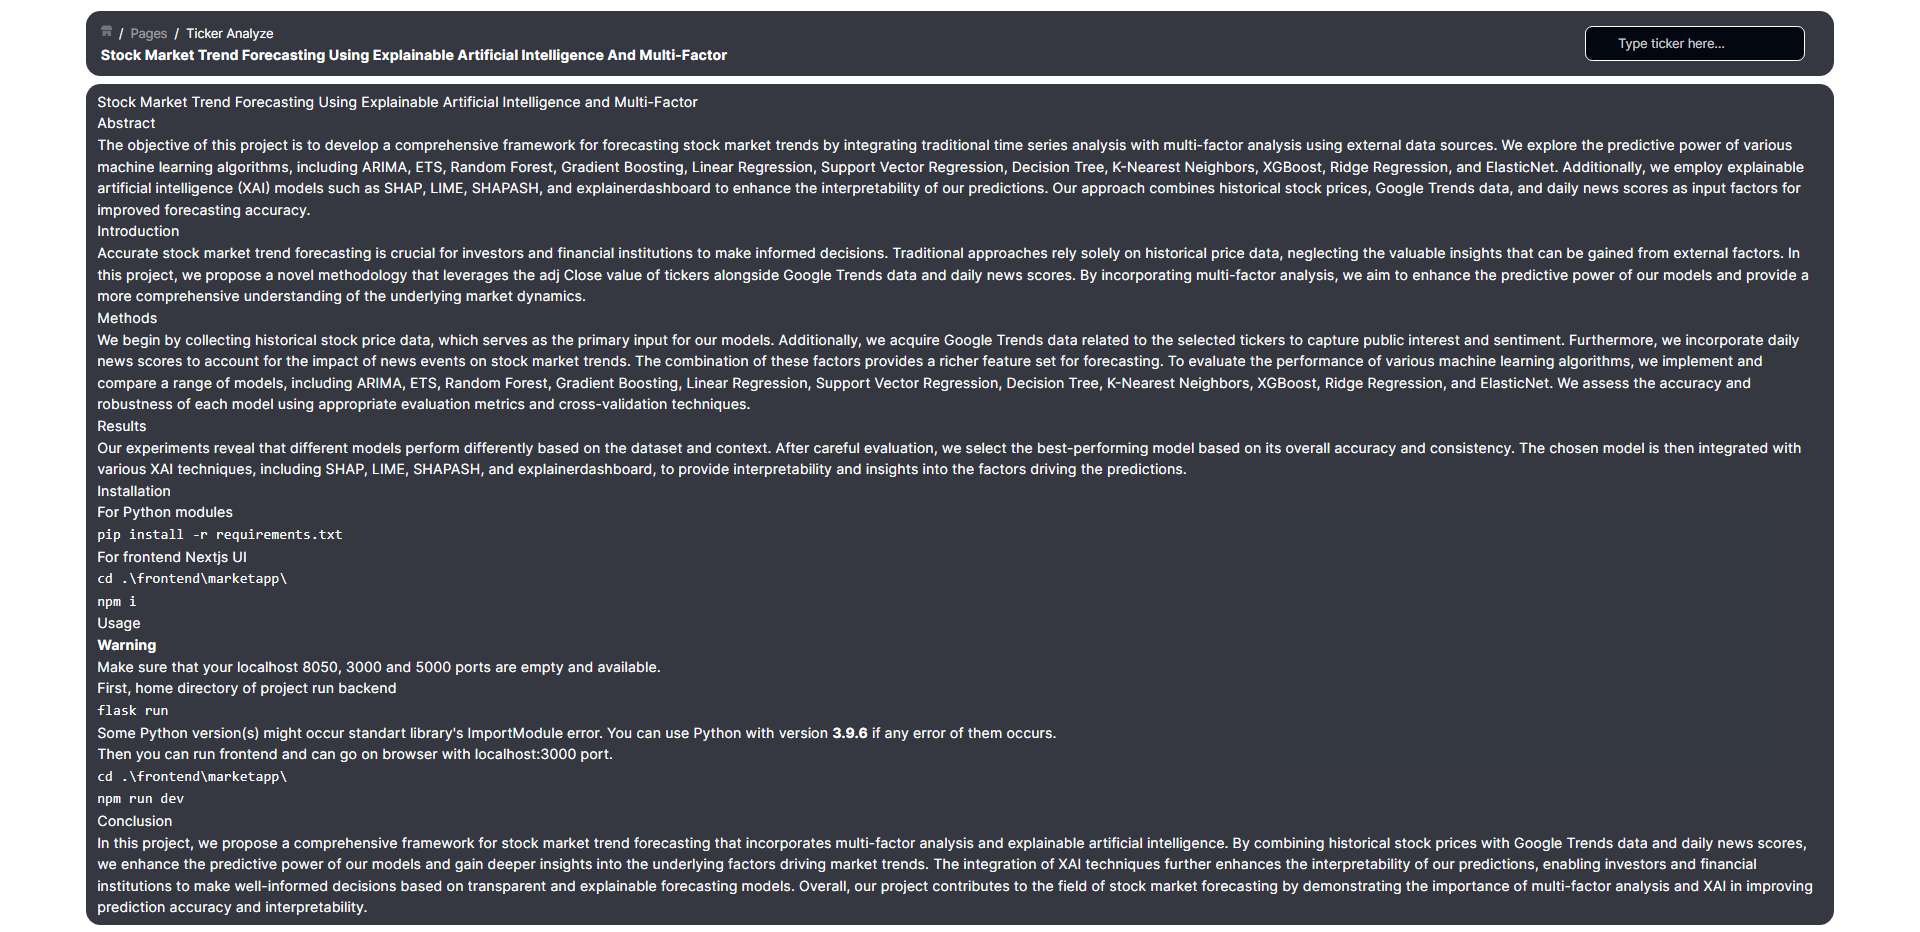 / Pages / Ticker Analyze
Stock Market Trend Forecasting Using Explainable Artificial Intelligence And Multi-Factor
Type ticker here...
Stock Market Trend Forecasting Using Explainable Artificial Intelligence and Multi-Factor
Abstract
The objective of this project is to develop a comprehensive framework for forecasting stock market trends by integrating traditional time series analysis with multi-factor analysis using external data sources. We explore the predictive power of various
machine learning algorithms, including ARIMA, ETS, Random Forest, Gradient Boosting, Linear Regression, Support Vector Regression, Decision Tree, K-Nearest Neighbors, XGBoost, Ridge Regression, and ElasticNet. Additionally, we employ explainable
artificial intelligence (XAI) models such as SHAP, LIME, SHAPASH, and explainerdashboard to enhance the interpretability of our predictions. Our approach combines historical stock prices, Google Trends data, and daily news scores as input factors for
improved forecasting accuracy.
Introduction
Accurate stock market trend forecasting is crucial for investors and financial institutions to make informed decisions. Traditional approaches rely solely on historical price data, neglecting the valuable insights that can be gained from external factors. In
this project, we propose a novel methodology that leverages the adj Close value of tickers alongside Google Trends data and daily news scores. By incorporating multi-factor analysis, we aim to enhance the predictive power of our models and provide a
more comprehensive understanding of the underlying market dynamics.
Methods
We begin by collecting historical stock price data, which serves as the primary input for our models. Additionally, we acquire Google Trends data related to the selected tickers to capture public interest and sentiment. Furthermore, we incorporate daily
news scores to account for the impact of news events on stock market trends. The combination of these factors provides a richer feature set for forecasting. To evaluate the performance of various machine learning algorithms, we implement and
compare a range of models, including ARIMA, ETS, Random Forest, Gradient Boosting, Linear Regression, Support Vector Regression, Decision Tree, K-Nearest Neighbors, XGBoost, Ridge Regression, and ElasticNet. We assess the accuracy and
robustness of each model using appropriate evaluation metrics and cross-validation techniques.
Results
Our experiments reveal that different models perform differently based on the dataset and context. After careful evaluation, we select the best-performing model based on its overall accuracy and consistency. The chosen model is then integrated with
various XAI techniques, including SHAP, LIME, SHAPASH, and explainerdashboard, to provide interpretability and insights into the factors driving the predictions.
Installation
For Python modules
pip install -r requirements.txt
For frontend Nextjs UI
cd .\frontend\marketapp\
npm i
Usage
Warning
Make sure that your localhost 8050, 3000 and 5000 ports are empty and available.
First, home directory of project run backend
flask run
Some Python version(s) might occur standart library's ImportModule error. You can use Python with version 3.9.6 if any error of them occurs.
Then you can run frontend and can go on browser with localhost:3000 port.
cd .\frontend\marketapp\
npm run dev
Conclusion
In this project, we propose a comprehensive framework for stock market trend forecasting that incorporates multi-factor analysis and explainable artificial intelligence. By combining historical stock prices with Google Trends data and daily news scores,
we enhance the predictive power of our models and gain deeper insights into the underlying factors driving market trends. The integration of XAI techniques further enhances the interpretability of our predictions, enabling investors and financial
institutions to make well-informed decisions based on transparent and explainable forecasting models. Overall, our project contributes to the field of stock market forecasting by demonstrating the importance of multi-factor analysis and XAI in improving
prediction accuracy and interpretability.